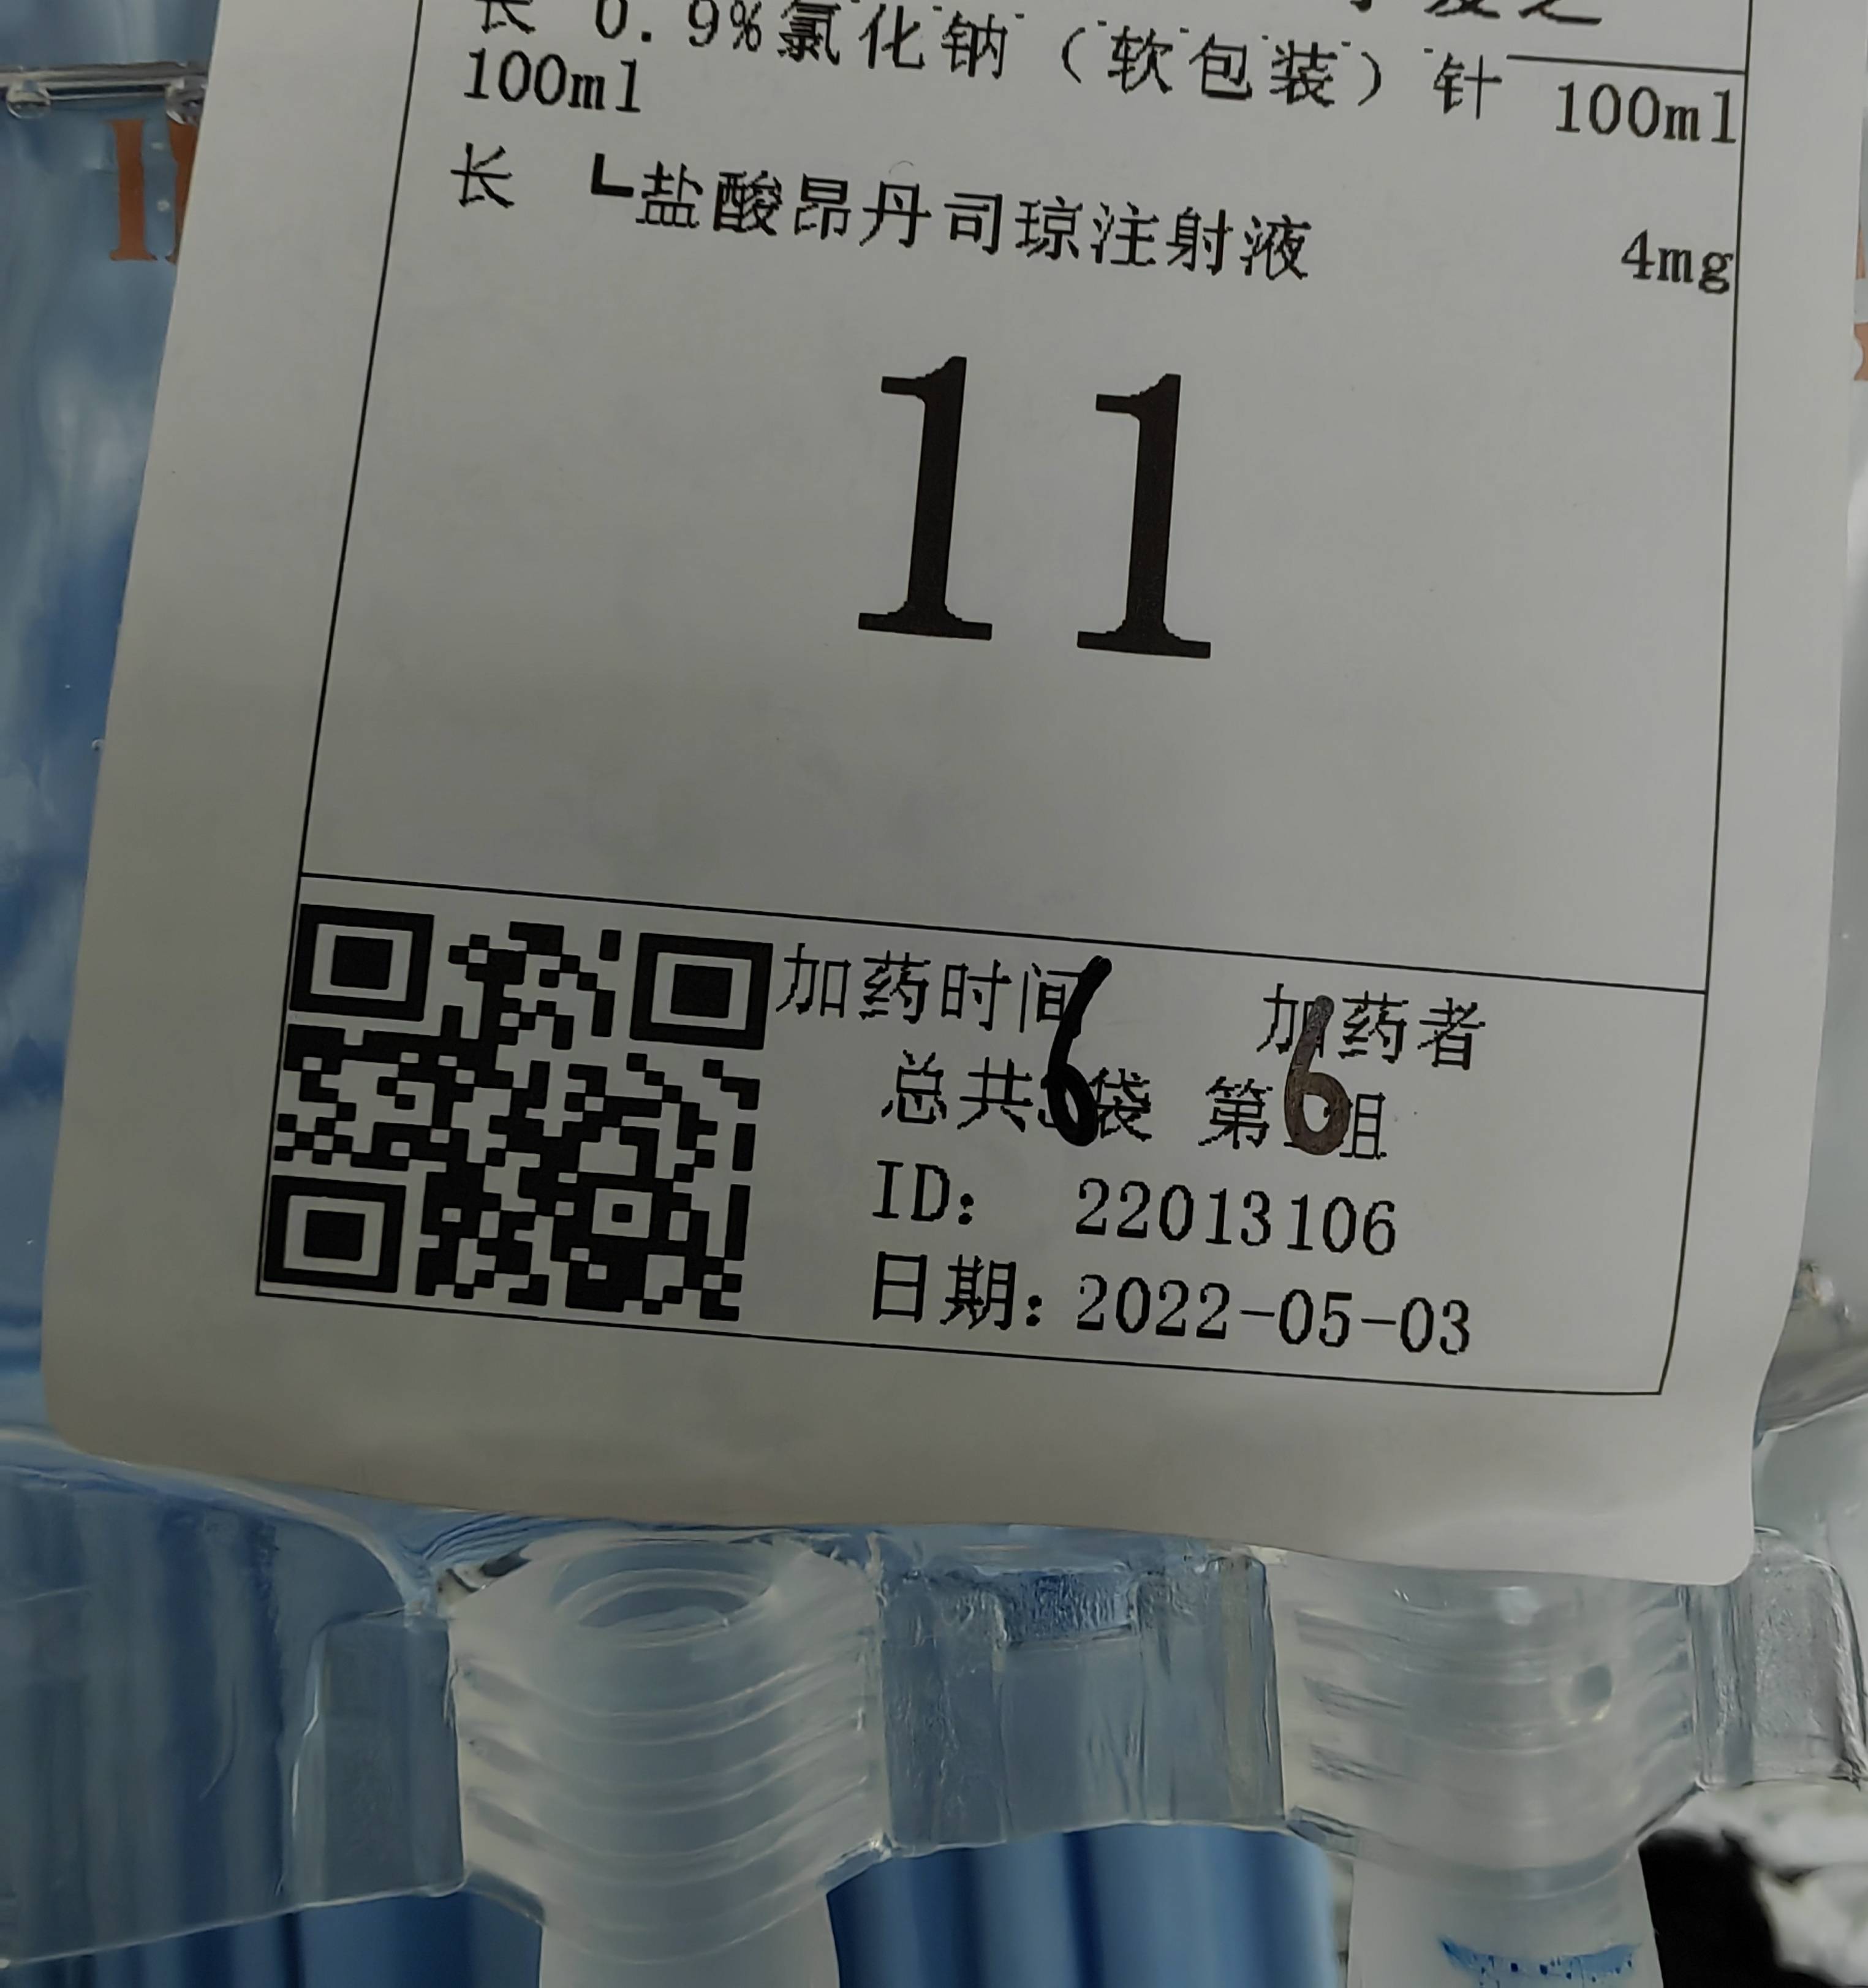 长 0.9%氯化钠（软包装）针 100ml
100ml
长 ┗盐酸昂丹司琼注射液 4mg
11
加药时间 加药者
总共6袋 第6组
ID: 22013106
日期: 2022-05-03